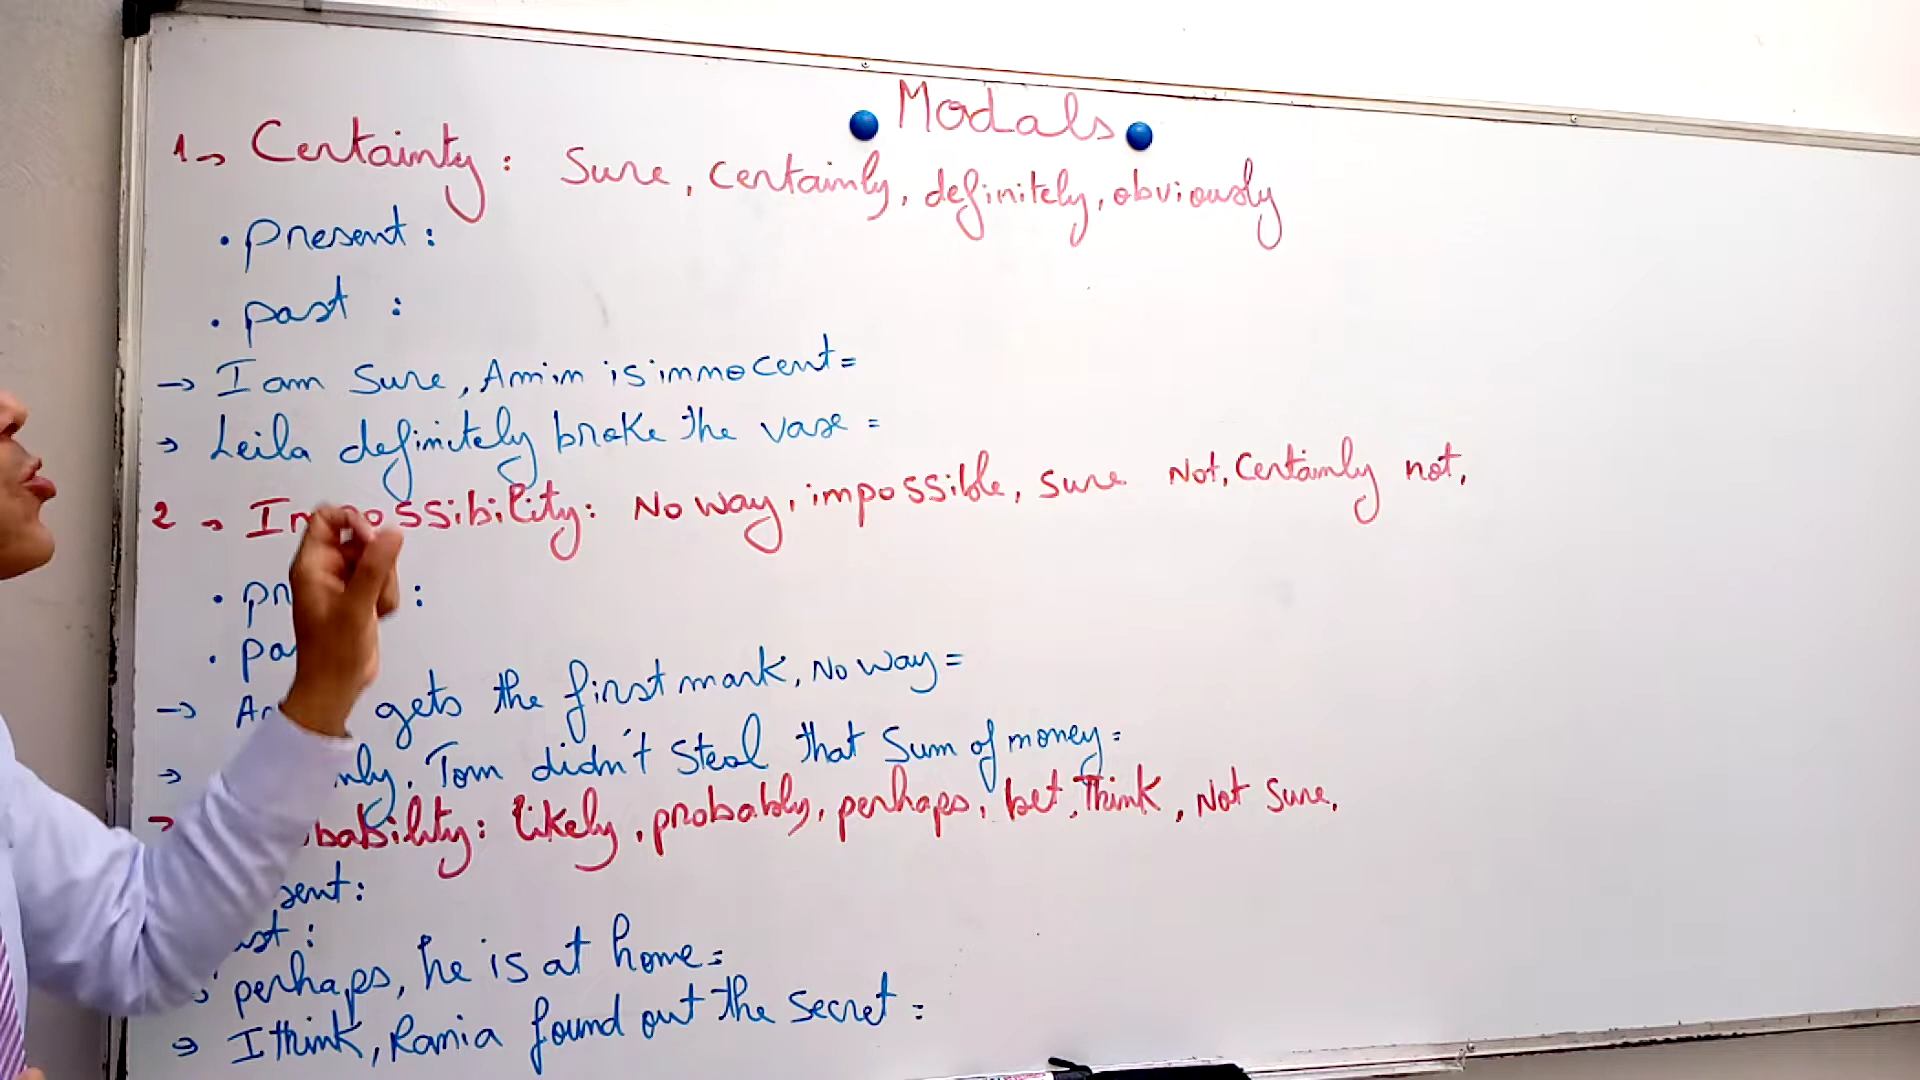 Modals
1→ Certainty: Sure, Certainly, definitely, obviously
• present:
• past :
→ I am Sure, Amin is innocent =
→ Leila definitely broke the vase =
2 → Impossibility: No way, impossible, sure Not, Certainly not,
:
→ gets the first mark, No way =
→ Tom didn't Steal that Sum of money =
→ likely, probably, perhaps, bet, think, Not Sure,
→ perhaps, he is at home =
→ I think, Rania found out the secret =